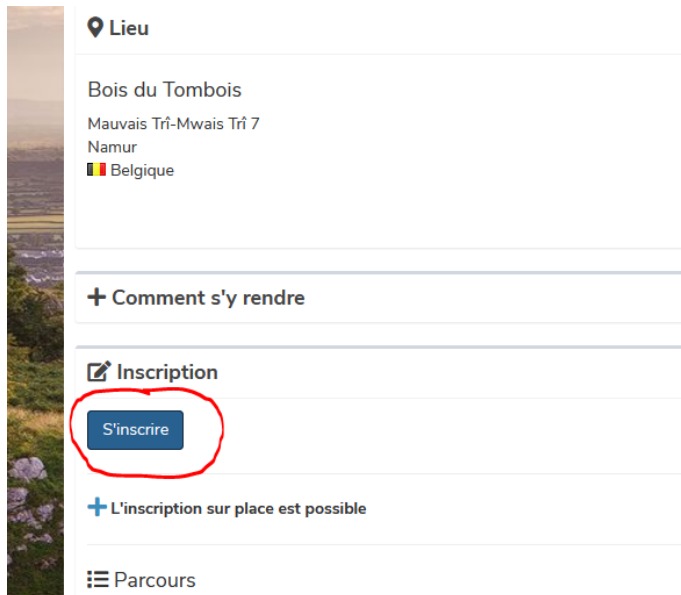 Lieu
Bois du Tombois
Mauvais Trî-Mwais Trî 7
Namur
Belgique
Comment s'y rendre
Inscription
S'inscrire
L'inscription sur place est possible
Parcours